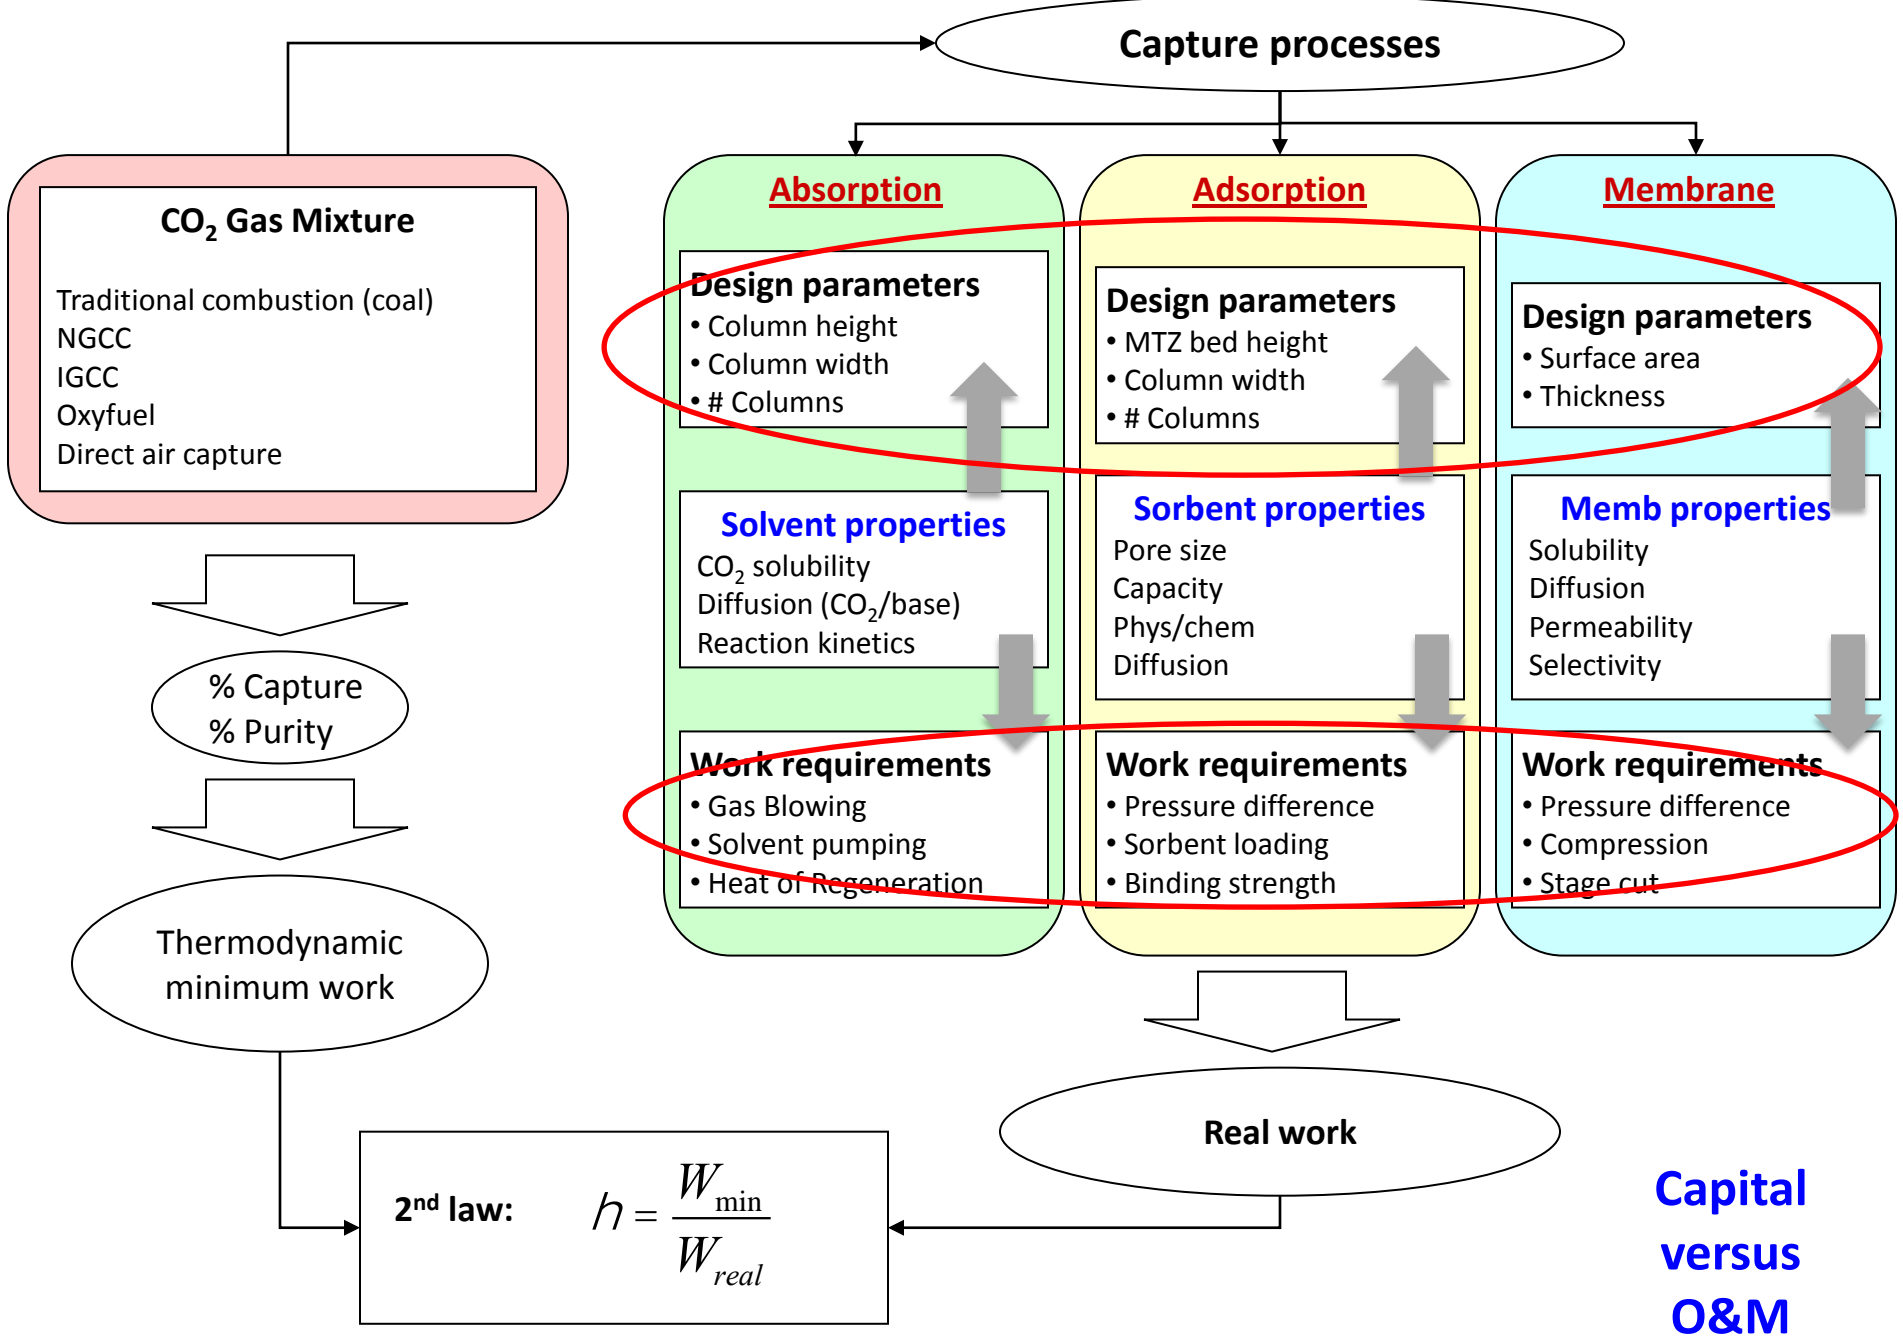 Capture processes
CO₂ Gas Mixture
Traditional combustion (coal)
NGCC
IGCC
Oxyfuel
Direct air capture
% Capture
% Purity
Thermodynamic
minimum work
Absorption
Design parameters
• Column height
• Column width
• # Columns
Solvent properties
CO₂ solubility
Diffusion (CO₂/base)
Reaction kinetics
Work requirements
• Gas Blowing
• Solvent pumping
• Heat of Regeneration
Adsorption
Design parameters
• MTZ bed height
• Column width
• # Columns
Sorbent properties
Pore size
Capacity
Phys/chem
Diffusion
Work requirements
• Pressure difference
• Sorbent loading
• Binding strength
Membrane
Design parameters
• Surface area
• Thickness
Memb properties
Solubility
Diffusion
Permeability
Selectivity
Work requirements
• Pressure difference
• Compression
• Stage cut
Real work
2nd law: h = W_min / W_real
Capital
versus
O&M